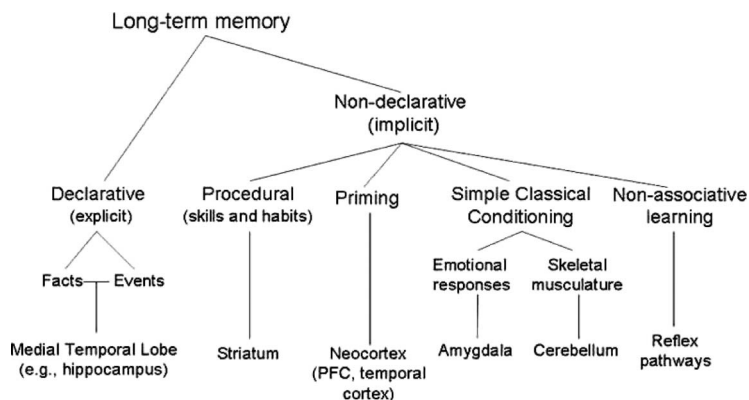 Long-term memory
Non-declarative
(implicit)
Declarative
(explicit)
Procedural
(skills and habits)
Priming
Simple Classical
Conditioning
Non-associative
learning
Facts
Events
Emotional
responses
Skeletal
musculature
Medial Temporal Lobe
(e.g., hippocampus)
Striatum
Neocortex
(PFC, temporal
cortex)
Amygdala
Cerebellum
Reflex
pathways